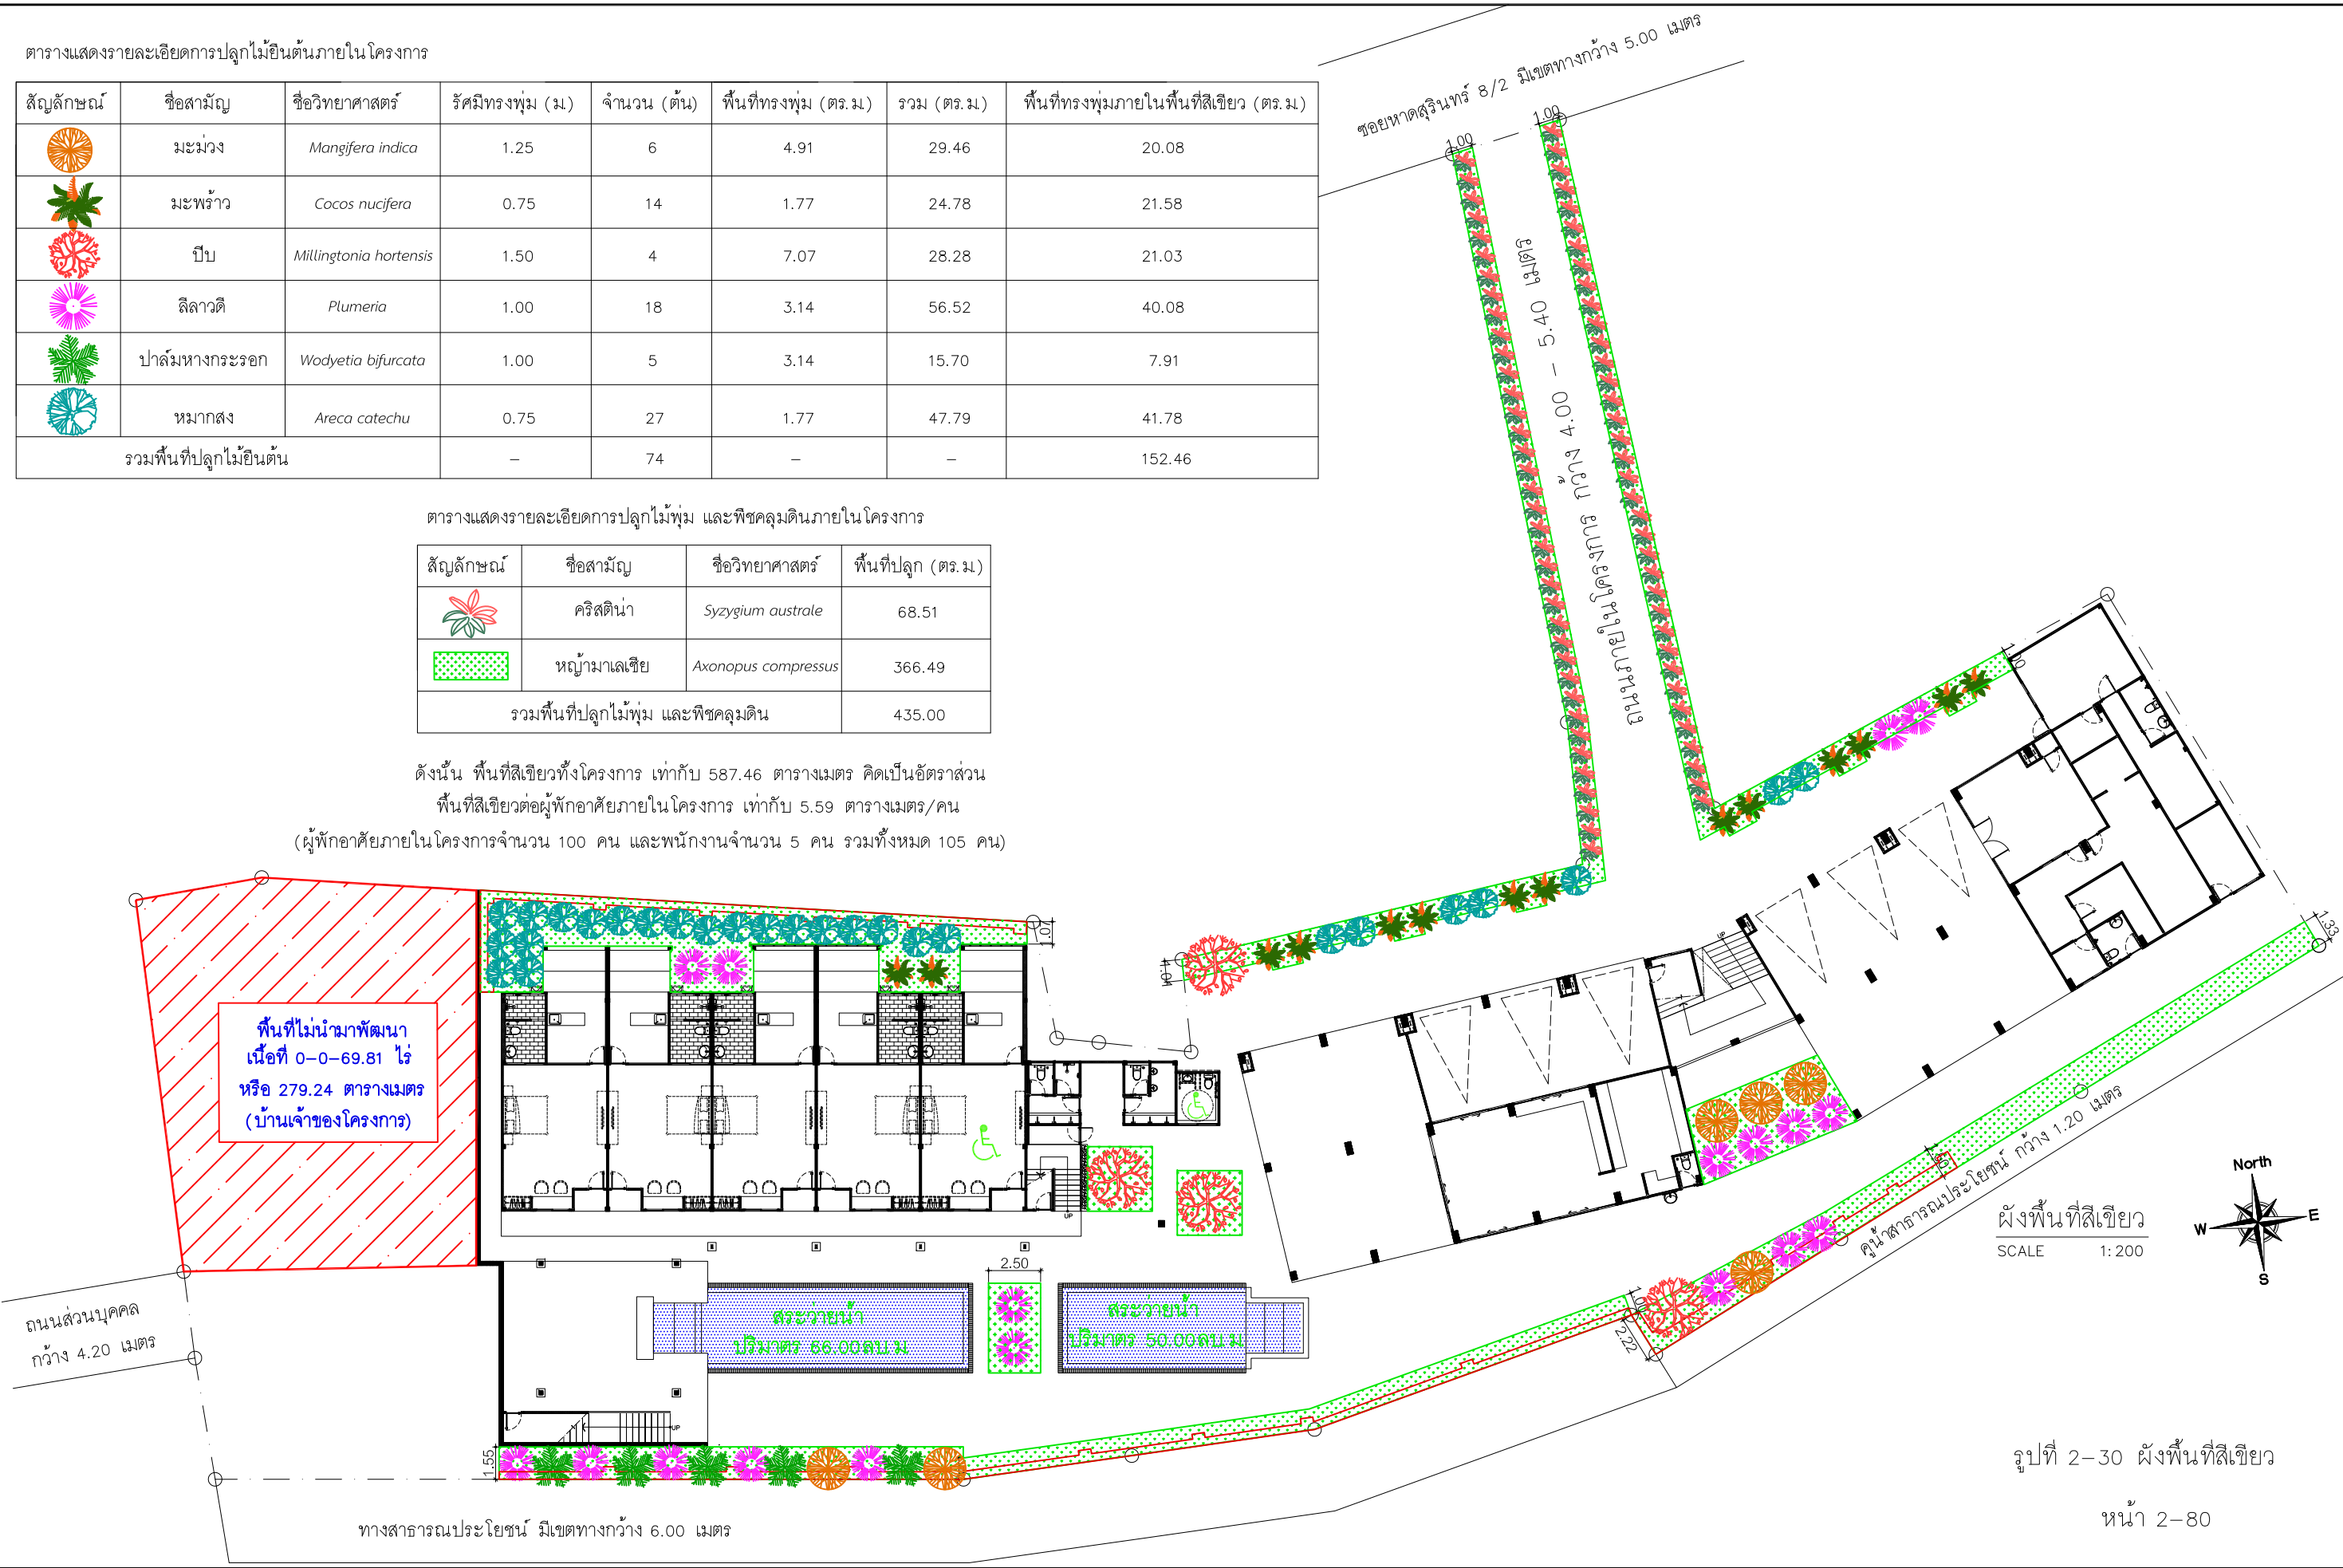 ตารางแสดงรายละเอียดการปลูกไม้ยืนต้นภายในโครงการ
สัญลักษณ์ ชื่อสามัญ ชื่อวิทยาศาสตร์ รัศมีทรงพุ่ม (ม.) จำนวน (ต้น) พื้นที่ทรงพุ่ม (ตร.ม.) รวม (ตร.ม.) พื้นที่ทรงพุ่มภายในพื้นที่สีเขียว (ตร.ม.)
มะม่วง Mangifera indica 1.25 6 4.91 29.46 20.08
มะพร้าว Cocos nucifera 0.75 14 1.77 24.78 21.58
ปีบ Millingtonia hortensis 1.50 4 7.07 28.28 21.03
ลีลาวดี Plumeria 1.00 18 3.14 56.52 40.08
ปาล์มหางกระรอก Wodyetia bifurcata 1.00 5 3.14 15.70 7.91
หมากสง Areca catechu 0.75 27 1.77 47.79 41.78
รวมพื้นที่ปลูกไม้ยืนต้น – 74 – – 152.46
ตารางแสดงรายละเอียดการปลูกไม้พุ่ม และพืชคลุมดินภายในโครงการ
สัญลักษณ์ ชื่อสามัญ ชื่อวิทยาศาสตร์ พื้นที่ปลูก (ตร.ม.)
คริสติน่า Syzygium australe 68.51
หญ้ามาเลเซีย Axonopus compressus 366.49
รวมพื้นที่ปลูกไม้พุ่ม และพืชคลุมดิน 435.00
ดังนั้น พื้นที่สีเขียวทั้งโครงการ เท่ากับ 587.46 ตารางเมตร คิดเป็นอัตราส่วน
พื้นที่สีเขียวต่อผู้พักอาศัยภายในโครงการ เท่ากับ 5.59 ตารางเมตร/คน
(ผู้พักอาศัยภายในโครงการจำนวน 100 คน และพนักงานจำนวน 5 คน รวมทั้งหมด 105 คน)
ซอยหาดสุรินทร์ 8/2 มีเขตทางกว้าง 5.00 เมตร
1.00
1.00
ถนนภายในโครงการ กว้าง 4.00 – 5.40 เมตร
1.00
1.33
1.07
1.01
พื้นที่ไม่นำมาพัฒนา
เนื้อที่ 0-0-69.81 ไร่
หรือ 279.24 ตารางเมตร
(บ้านเจ้าของโครงการ)
UP
2.50
สระว่ายน้ำ
ปริมาตร 66.00ลบ.ม
สระว่ายน้ำ
ปริมาตร 50.00ลบ.ม
UP
1.55
1.00
2.22
คูน้ำสาธารณประโยชน์ กว้าง 1.20 เมตร
ถนนส่วนบุคคล
กว้าง 4.20 เมตร
ทางสาธารณประโยชน์ มีเขตทางกว้าง 6.00 เมตร
ผังพื้นที่สีเขียว
SCALE 1:200
North
W
E
S
รูปที่ 2-30 ผังพื้นที่สีเขียว
หน้า 2-80